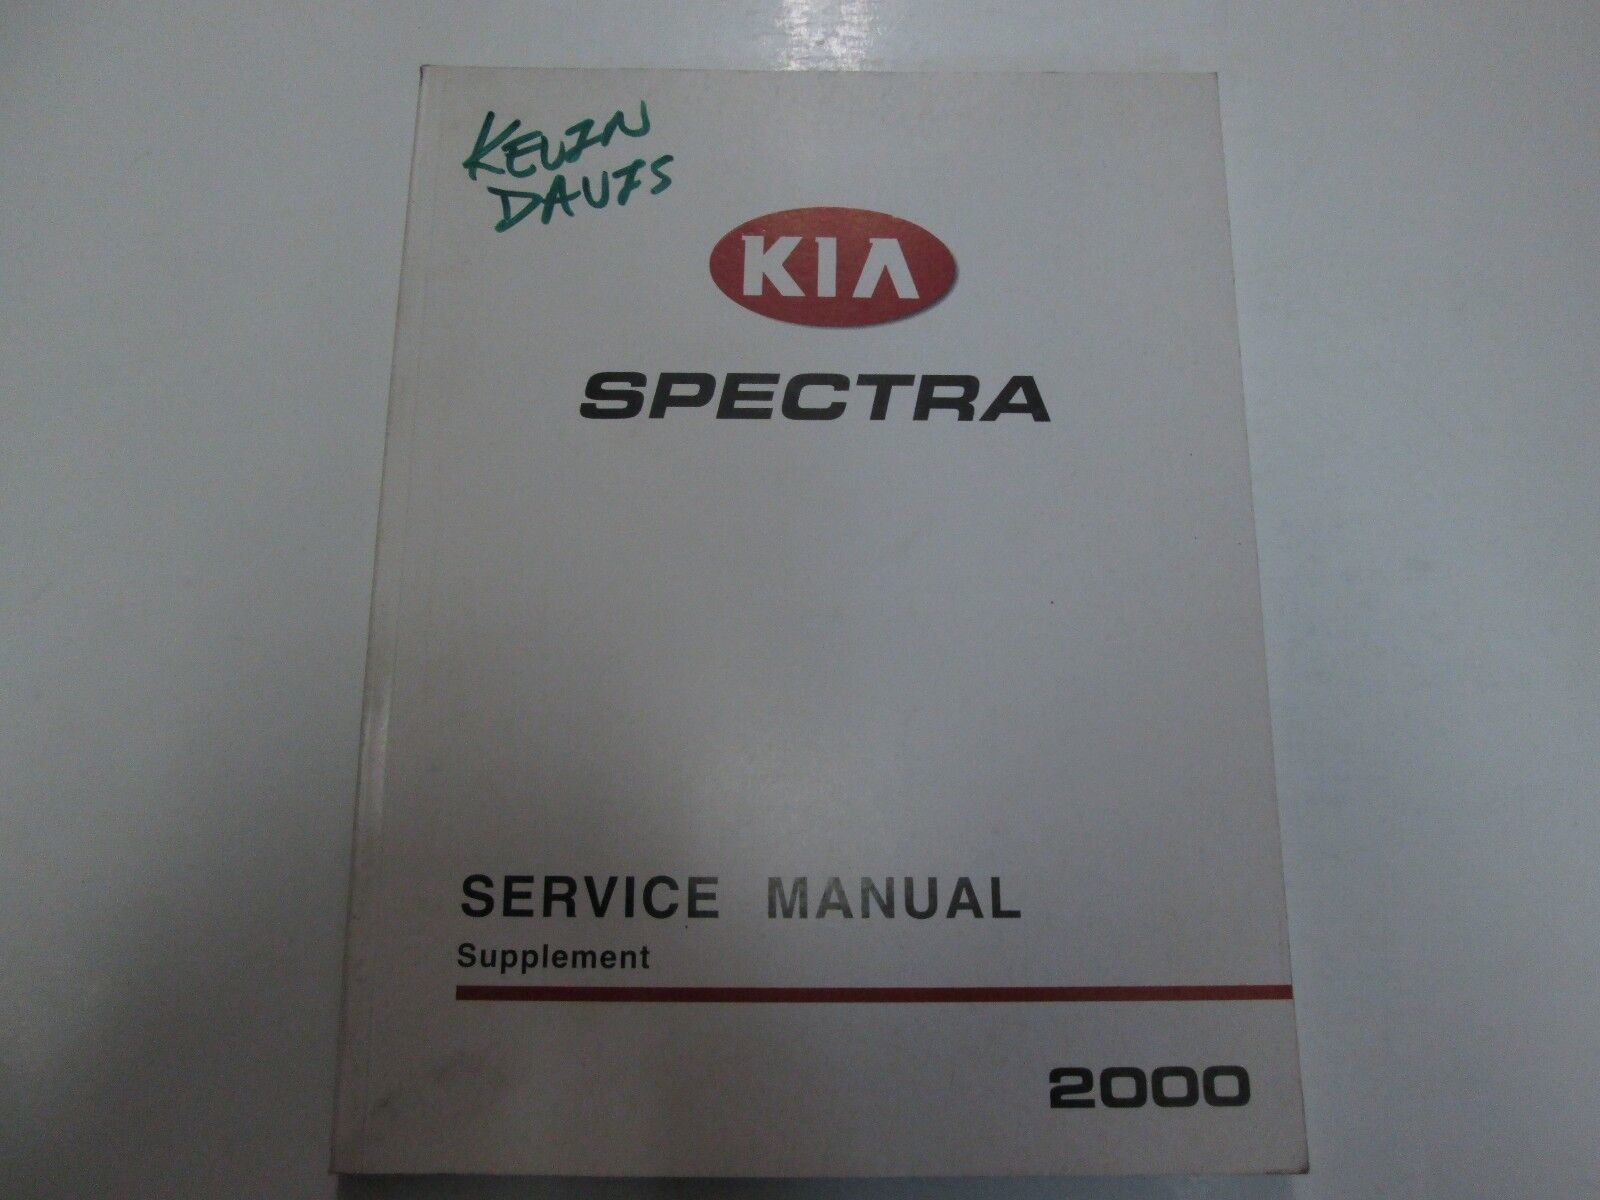 KEVIN
DAVIS
KIA
SPECTRA
SERVICE MANUAL
Supplement
2000